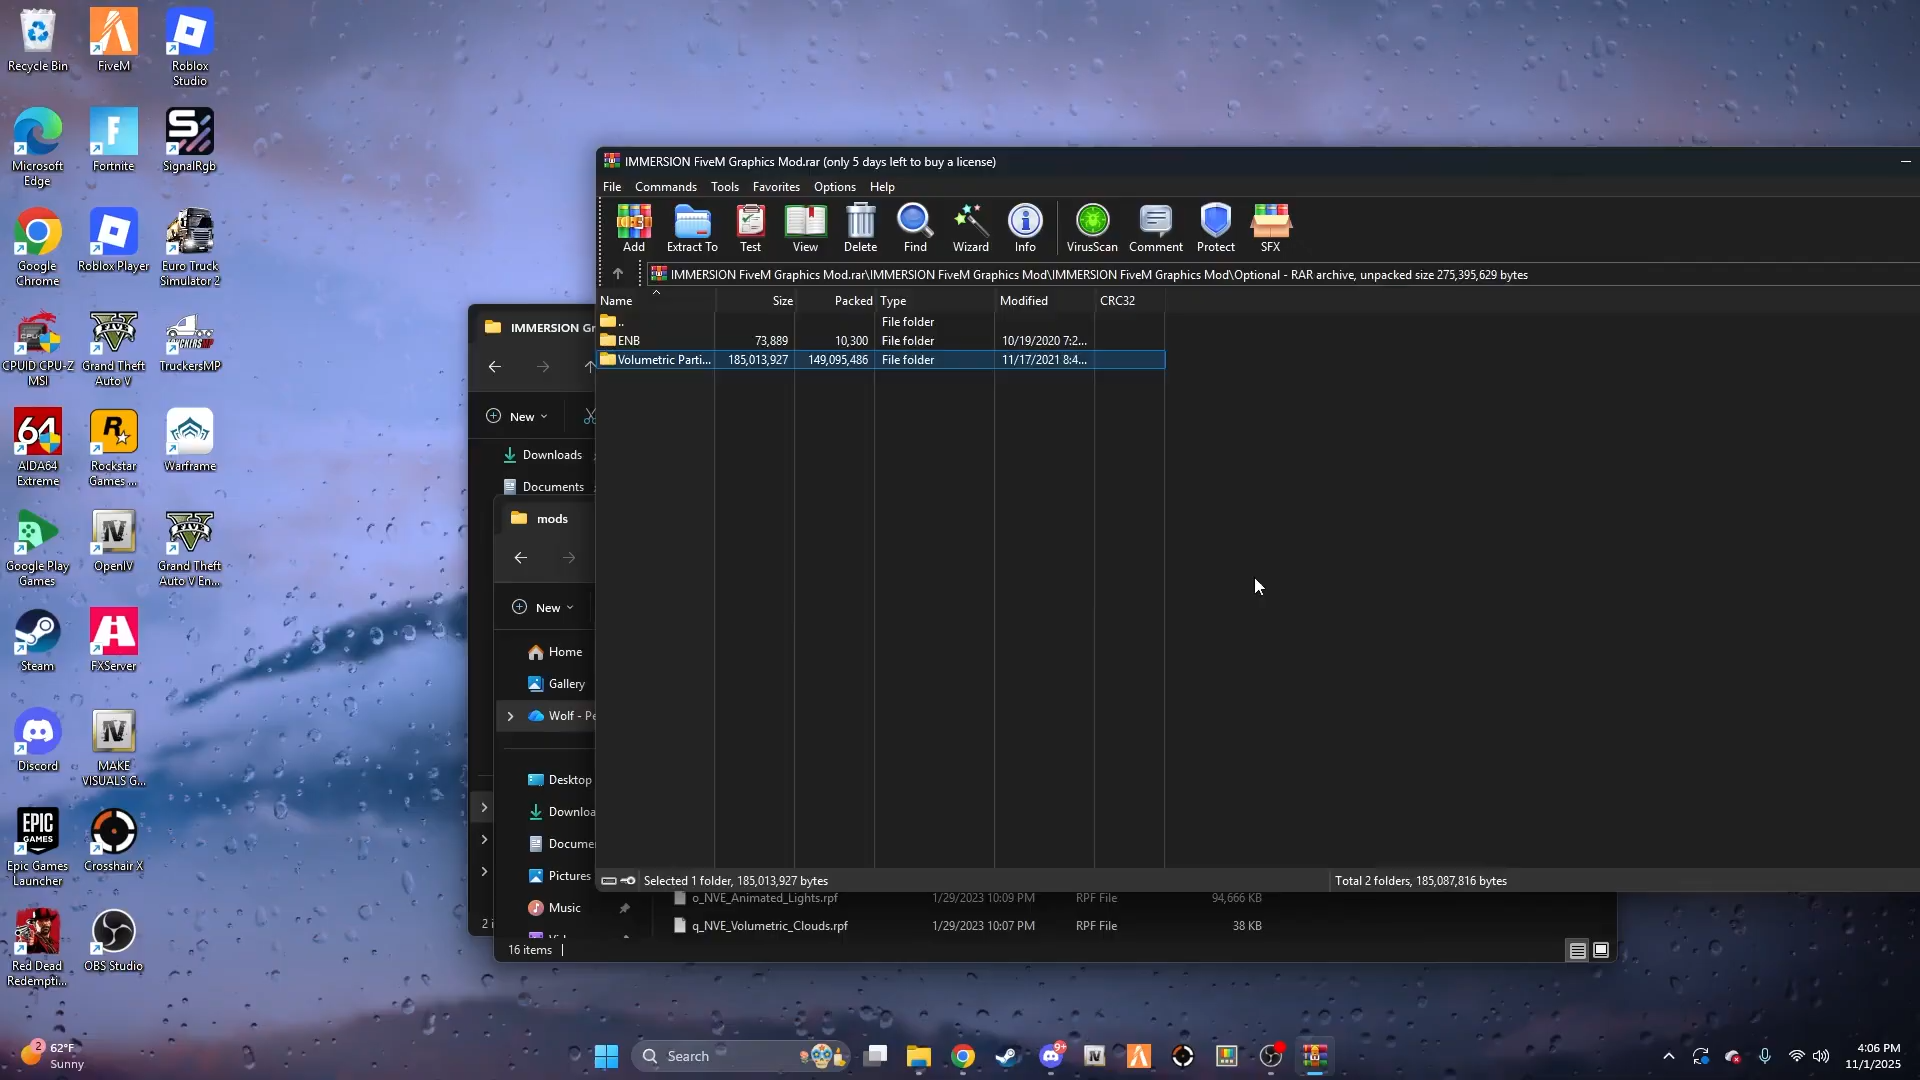 Recycle Bin
FiveM
Roblox
Studio
Microsoft
Edge
Fortnite
SignalRgb
Google
Chrome
Roblox Player
Euro Truck
Simulator 2
CPUID CPU-Z
MSI
Grand Theft
Auto V
TruckersMP
AIDA64
Extreme
Rockstar
Games ...
Warframe
Google Play
Games
OpenIV
Grand Theft
Auto V En...
Steam
FXServer
Discord
MAKE
VISUALS G...
Epic Games
Launcher
Crosshair X
Red Dead
Redempti...
OBS Studio
IMMERSION FiveM Graphics Mod.rar (only 5 days left to buy a license)
File Commands Tools Favorites Options Help
Add Extract To Test View Delete Find Wizard Info VirusScan Comment Protect SFX
IMMERSION FiveM Graphics Mod.rar\IMMERSION FiveM Graphics Mod\IMMERSION FiveM Graphics Mod\Optional - RAR archive, unpacked size 275,395,629 bytes
Name Size Packed Type Modified CRC32
.. File folder
ENB 73,889 10,300 File folder 10/19/2020 7:2...
Volumetric Parti... 185,013,927 149,095,486 File folder 11/17/2021 8:4...
Selected 1 folder, 185,013,927 bytes
Total 2 folders, 185,087,816 bytes
IMMERSION Gr
New
Downloads
Documents
mods
New
Home
Gallery
Wolf - Pe
Desktop
Downloa
Docume
Pictures
Music
o_NVE_Animated_Lights.rpf 1/29/2023 10:09 PM RPF File 94,666 KB
q_NVE_Volumetric_Clouds.rpf 1/29/2023 10:07 PM RPF File 38 KB
16 items
2
62°F
Sunny
Search
9+
4:06 PM
11/1/2025